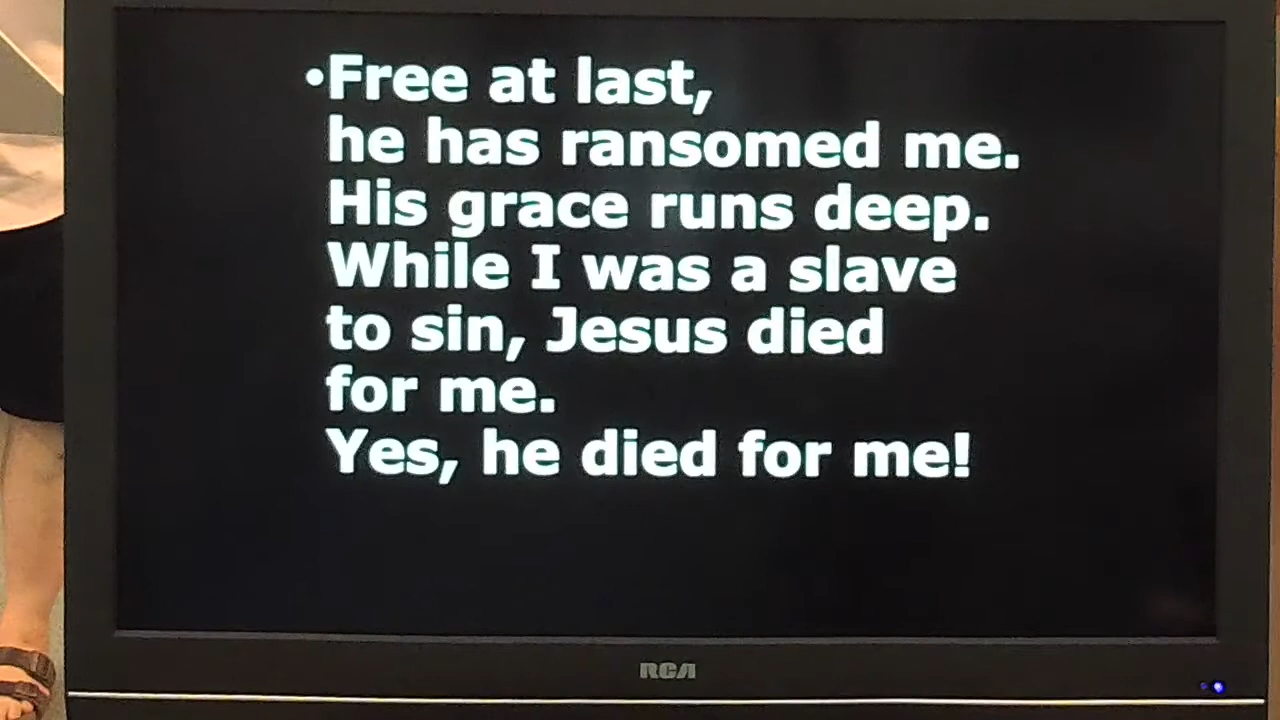 •Free at last,
he has ransomed me.
His grace runs deep.
While I was a slave
to sin, Jesus died
for me.
Yes, he died for me!
RCA